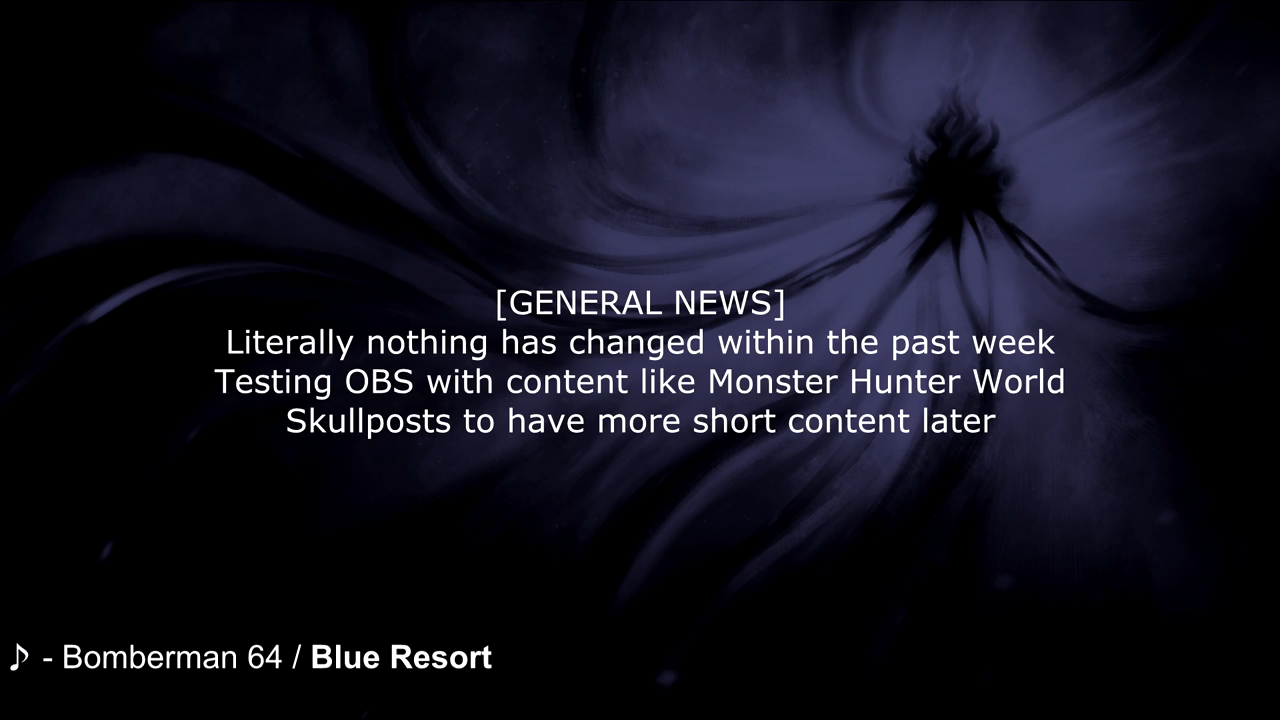 [GENERAL NEWS]
Literally nothing has changed within the past week
Testing OBS with content like Monster Hunter World
Skullposts to have more short content later
♪ - Bomberman 64 / Blue Resort